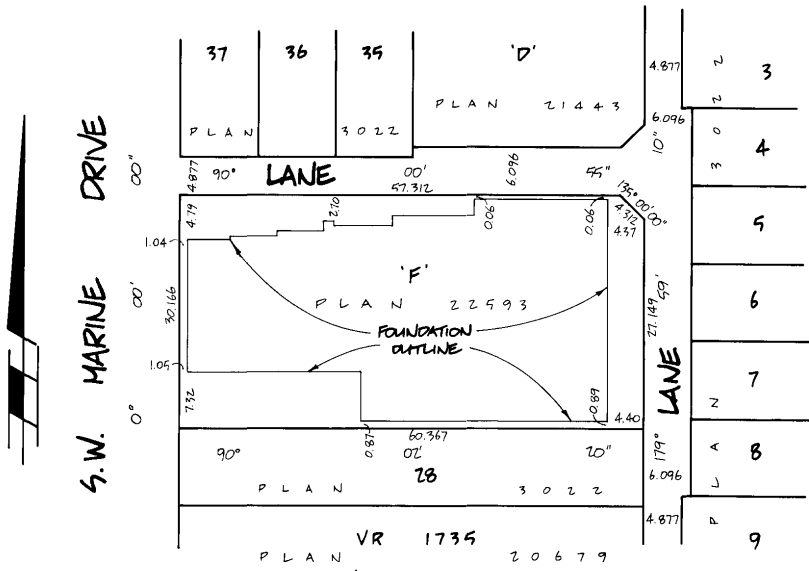 37 36 35 'D'
PLAN 3022
PLAN 21443
4.877
6.096
10"
3
4
5
6
7
8
9
PLAN 3022
S.W. MARINE DRIVE
0° 00' 00"
4.877
LANE
90° 00' 55"
57.312
6.096
135° 00' 00"
4.312
4.37
4.79
2.70
0.06
0.06
1.04
'F'
PLAN 22593
30.166
FOUNDATION
OUTLINE
27.149
179° 59' 10"
LANE
1.05
7.32
0.87
0.89
4.40
60.367
90° 02' 20"
28
PLAN 3022
6.096
4.877
VR 1735
PLAN 20679